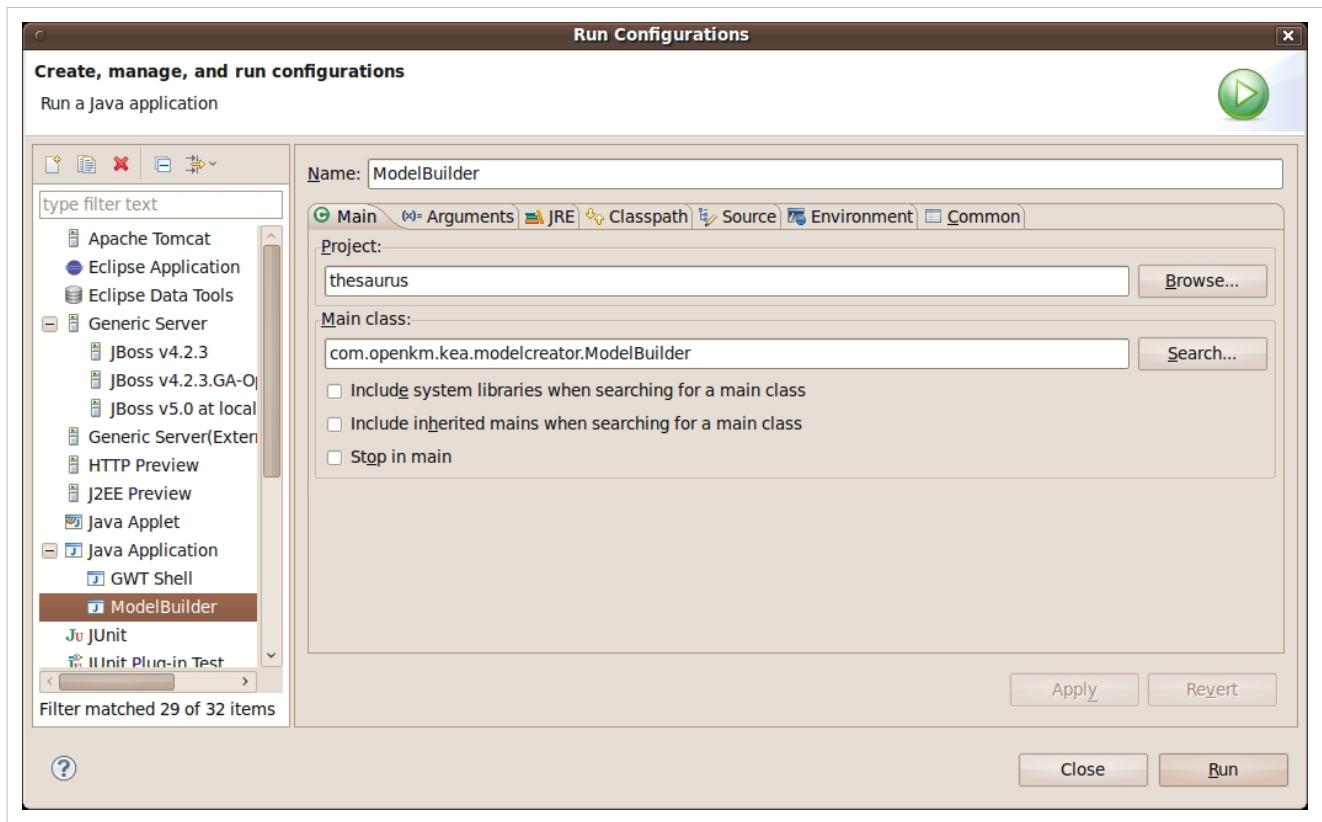 Run Configurations
Create, manage, and run configurations
Run a Java application
type filter text
Apache Tomcat
Eclipse Application
Eclipse Data Tools
Generic Server
JBoss v4.2.3
JBoss v4.2.3.GA-O
JBoss v5.0 at local
Generic Server(Extern
HTTP Preview
J2EE Preview
Java Applet
Java Application
GWT Shell
ModelBuilder
JUnit
JUnit Plug-in Test
Filter matched 29 of 32 items
Name: ModelBuilder
Main (x)= Arguments JRE Classpath Source Environment Common
Project:
thesaurus Browse...
Main class:
com.openkm.kea.modelcreator.ModelBuilder Search...
Include system libraries when searching for a main class
Include inherited mains when searching for a main class
Stop in main
Apply Revert
Close Run